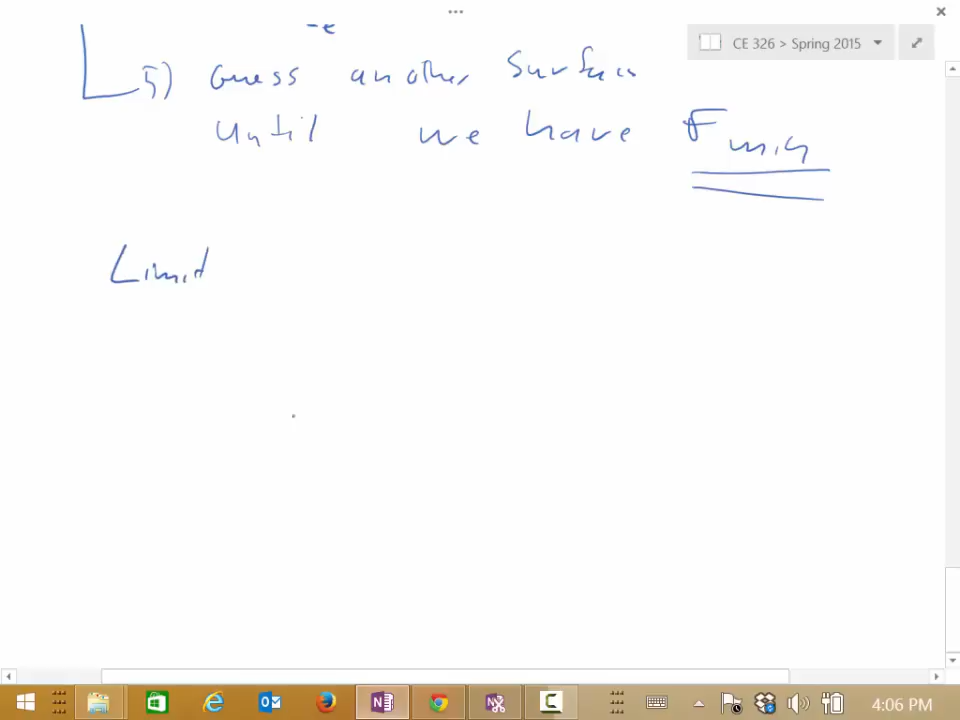 CE 326 > Spring 2015
5) Guess another Surface
Until we have Fmin
Limit
4:06 PM